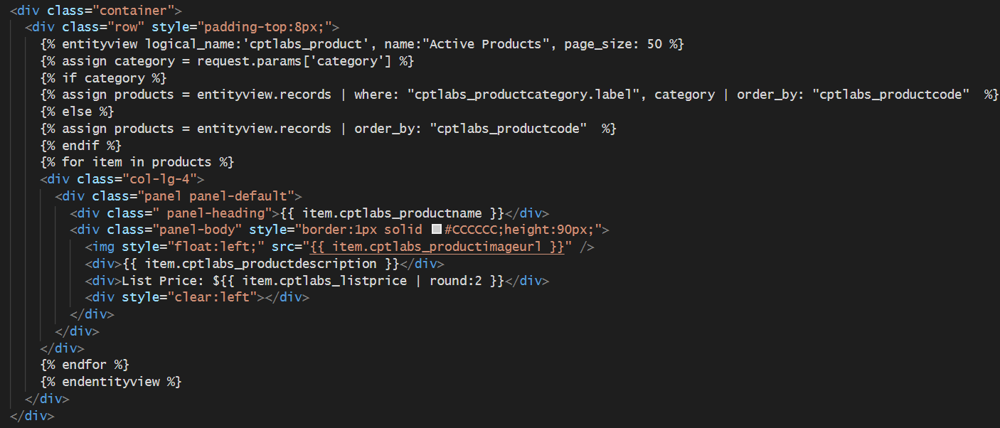 <div class="container">
<div class="row" style="padding-top:8px;">
{% entityview logical_name:'cptlabs_product', name:"Active Products", page_size: 50 %}
{% assign category = request.params['category'] %}
{% if category %}
{% assign products = entityview.records | where: "cptlabs_productcategory.label", category | order_by: "cptlabs_productcode"  %}
{% else %}
{% assign products = entityview.records | order_by: "cptlabs_productcode"  %}
{% endif %}
{% for item in products %}
<div class="col-lg-4">
<div class="panel panel-default">
<div class=" panel-heading">{{ item.cptlabs_productname }}</div>
<div class="panel-body" style="border:1px solid #CCCCCC;height:90px;">
<img style="float:left;" src="{{ item.cptlabs_productimageurl }}" />
<div>{{ item.cptlabs_productdescription }}</div>
<div>List Price: ${{ item.cptlabs_listprice | round:2 }}</div>
<div style="clear:left"></div>
</div>
</div>
</div>
{% endfor %}
{% endentityview %}
</div>
</div>